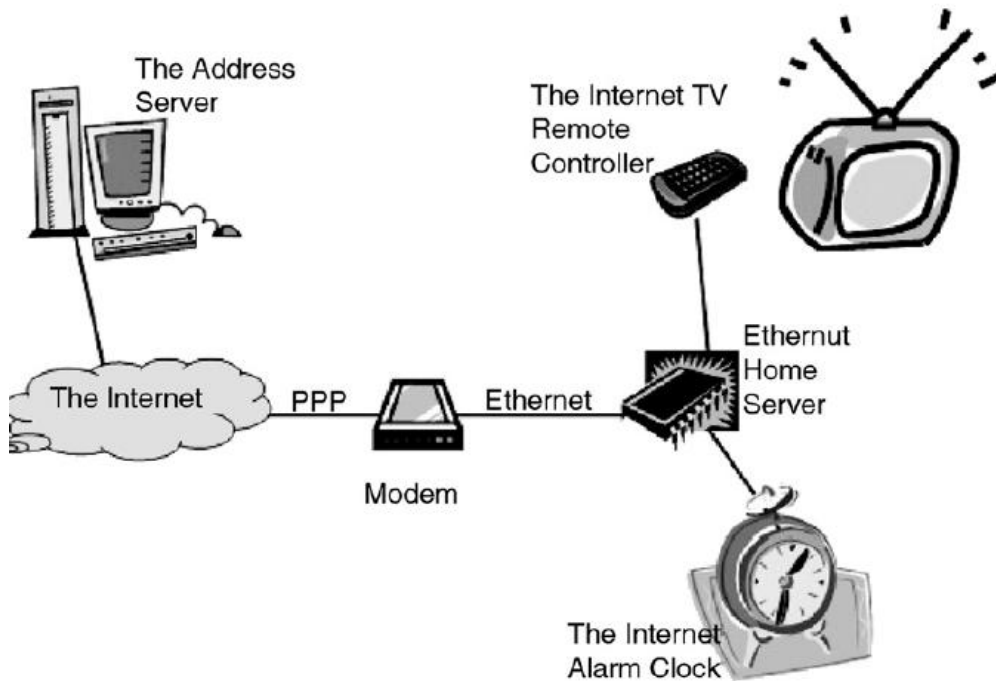 The Address
Server
The Internet TV
Remote
Controller
The Internet
PPP
Ethernet
Ethernut
Home
Server
Modem
The Internet
Alarm Clock